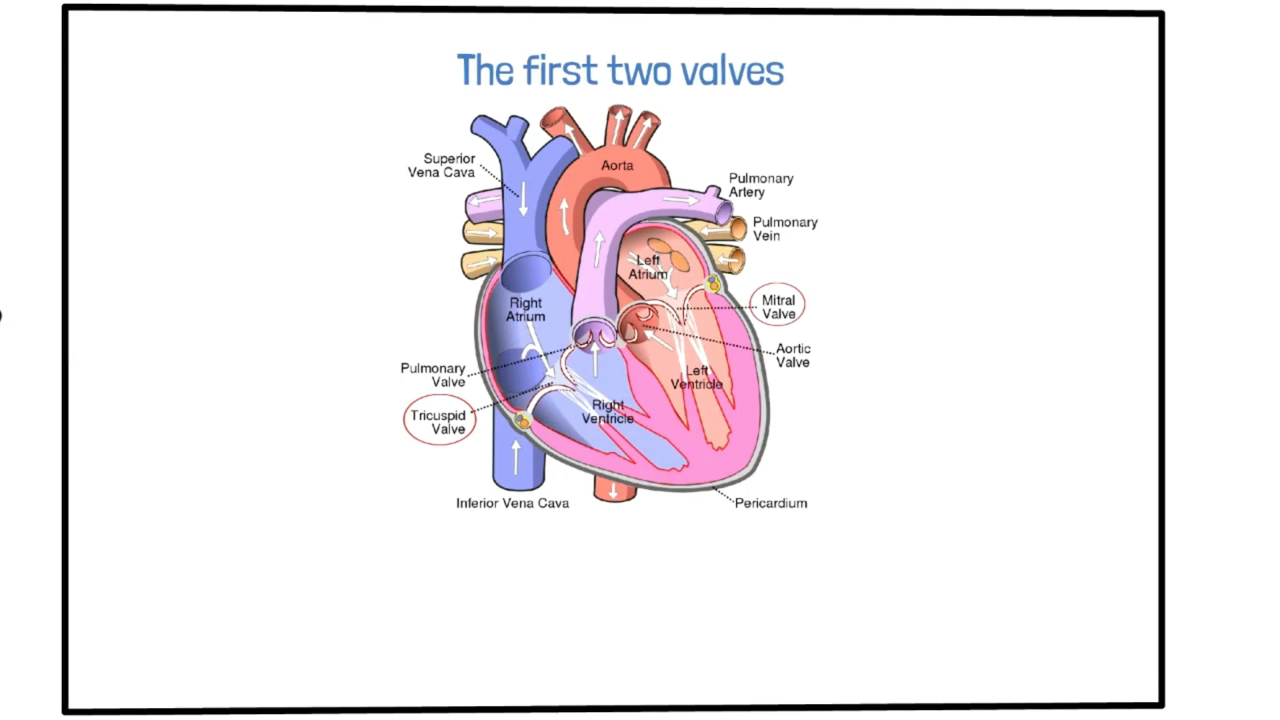 The first two valves
Superior
Vena Cava
Aorta
Pulmonary
Artery
Pulmonary
Vein
Left
Atrium
Right
Atrium
Mitral
Valve
Aortic
Valve
Pulmonary
Valve
Left
Ventricle
Tricuspid
Valve
Right
Ventricle
Inferior Vena Cava
Pericardium